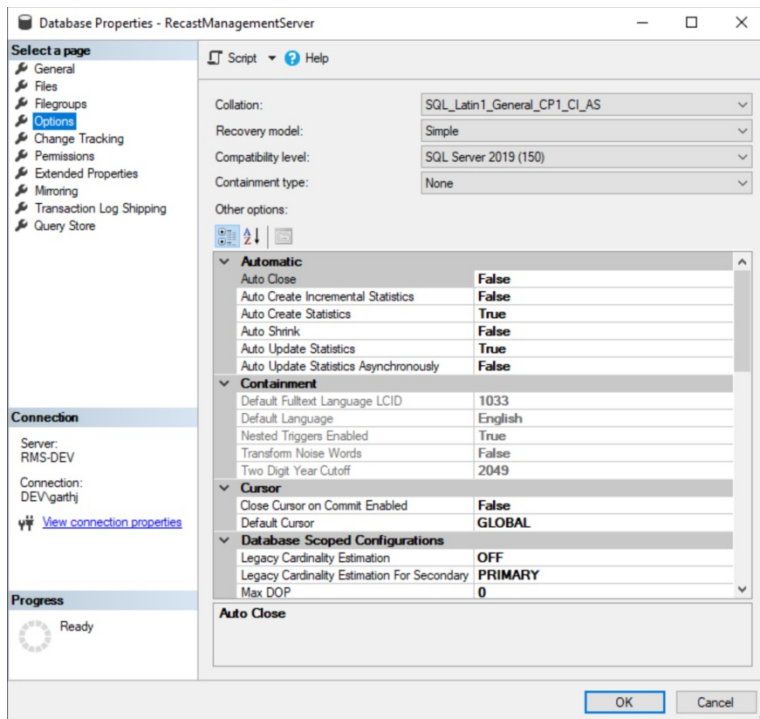 Database Properties - RecastManagementServer
Select a page
General
Files
Filegroups
Options
Change Tracking
Permissions
Extended Properties
Mirroring
Transaction Log Shipping
Query Store
Connection
Server:
RMS-DEV
Connection:
DEV\garthj
View connection properties
Progress
Ready
Script Help
Collation: SQL_Latin1_General_CP1_CI_AS
Recovery model: Simple
Compatibility level: SQL Server 2019 (150)
Containment type: None
Other options:
Automatic
Auto Close False
Auto Create Incremental Statistics False
Auto Create Statistics True
Auto Shrink False
Auto Update Statistics True
Auto Update Statistics Asynchronously False
Containment
Default Fulltext Language LCID 1033
Default Language English
Nested Triggers Enabled True
Transform Noise Words False
Two Digit Year Cutoff 2049
Cursor
Close Cursor on Commit Enabled False
Default Cursor GLOBAL
Database Scoped Configurations
Legacy Cardinality Estimation OFF
Legacy Cardinality Estimation For Secondary PRIMARY
Max DOP 0
Auto Close
OK Cancel